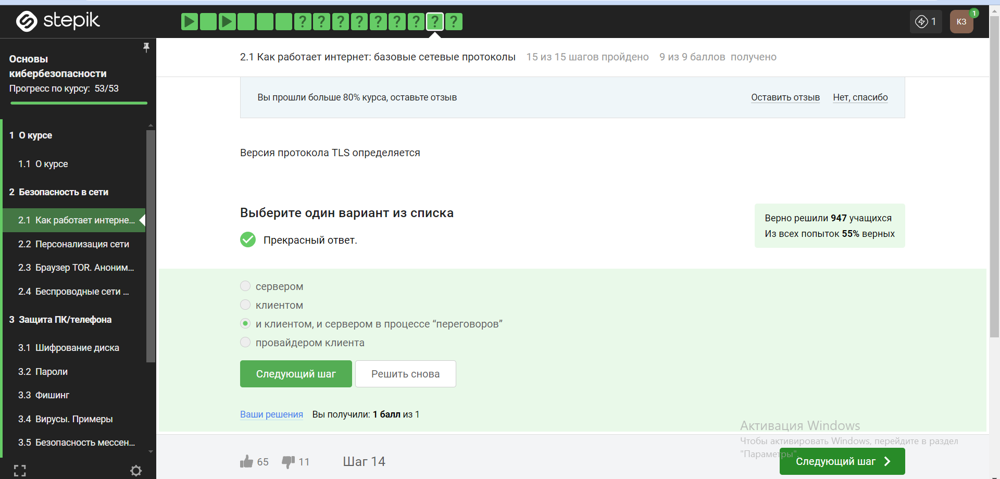 stepik
? ? ? ? ? ? ? ? ?
1
КЗ
1
Основы
кибербезопасности
Прогресс по курсу: 53/53
1 О курсе
1.1 О курсе
2 Безопасность в сети
2.1 Как работает интерне...
2.2 Персонализация сети
2.3 Браузер TOR. Аноним...
2.4 Беспроводные сети ...
3 Защита ПК/телефона
3.1 Шифрование диска
3.2 Пароли
3.3 Фишинг
3.4 Вирусы. Примеры
3.5 Безопасность мессен...
2.1 Как работает интернет: базовые сетевые протоколы 15 из 15 шагов пройдено 9 из 9 баллов получено
Вы прошли больше 80% курса, оставьте отзыв Оставить отзыв Нет, спасибо
Версия протокола TLS определяется
Выберите один вариант из списка
Прекрасный ответ.
Верно решили 947 учащихся
Из всех попыток 55% верных
сервером
клиентом
и клиентом, и сервером в процессе “переговоров”
провайдером клиента
Следующий шаг Решить снова
Ваши решения Вы получили: 1 балл из 1
65 11 Шаг 14
Активация Windows
Чтобы активировать Windows, перейдите в раздел
"Параметры".
Следующий шаг